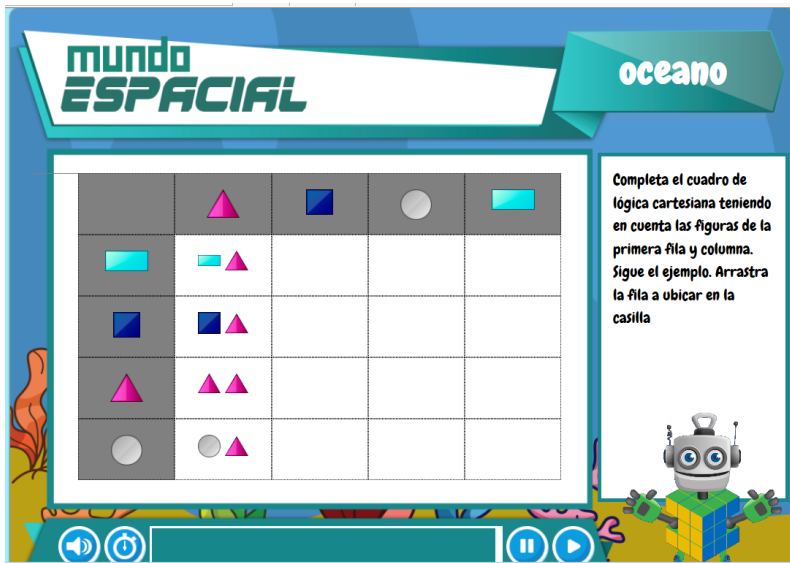 mundo
ESPACIAL
oceano
Completa el cuadro de
lógica cartesiana teniendo
en cuenta las figuras de la
primera fila y columna.
Sigue el ejemplo. Arrastra
la fila a ubicar en la
casilla